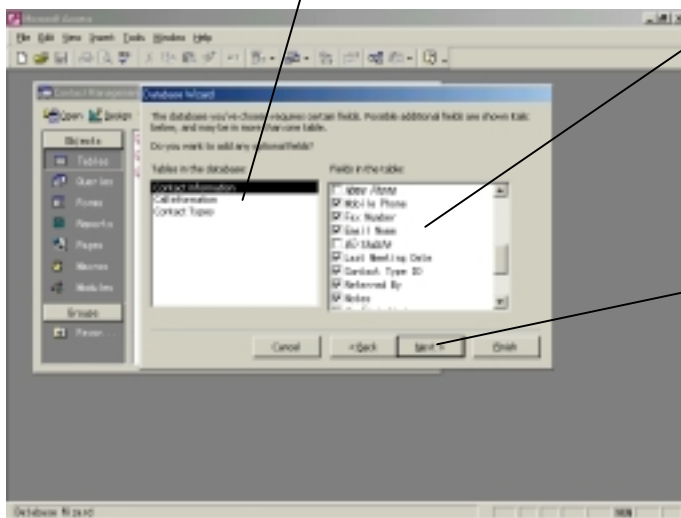 Microsoft Access
File Edit View Insert Tools Window Help
Contact Management
Database Wizard
Open Design
The database you've chosen requires certain fields. Possible additional fields are shown italic
below, and may be in more than one table.
Do you want to add any optional fields?
Objects
Tables
Queries
Forms
Reports
Pages
Macros
Modules
Groups
Tables in the database:
Contact information
Call information
Contact Types
Fields in the table:
Mobile Phone
Fax Number
Email Name
Last Meeting Date
Contact Type ID
Referred By
Notes
Cancel
< Back
Next >
Finish
Database Wizard
NUM